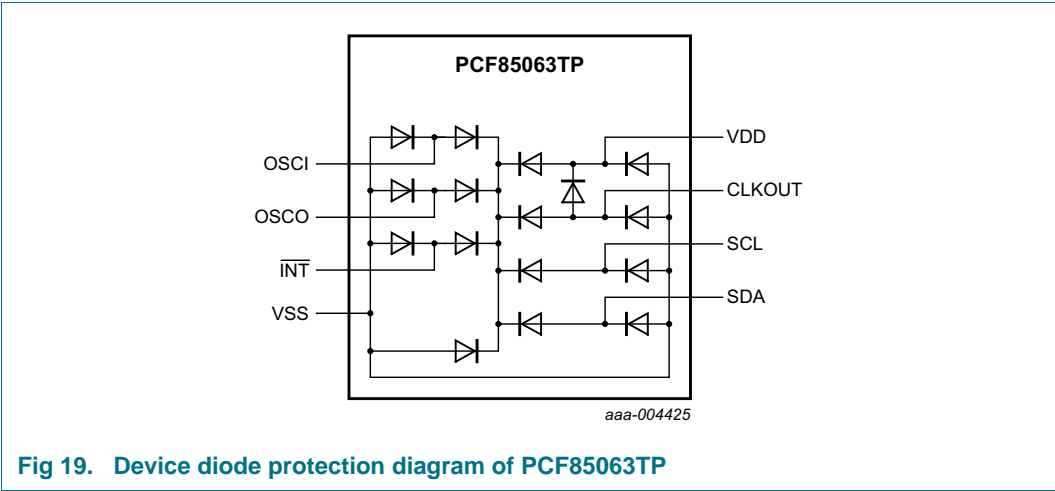 PCF85063TP
OSCI
OSCO
INT
VSS
VDD
CLKOUT
SCL
SDA
aaa-004425
Fig 19. Device diode protection diagram of PCF85063TP